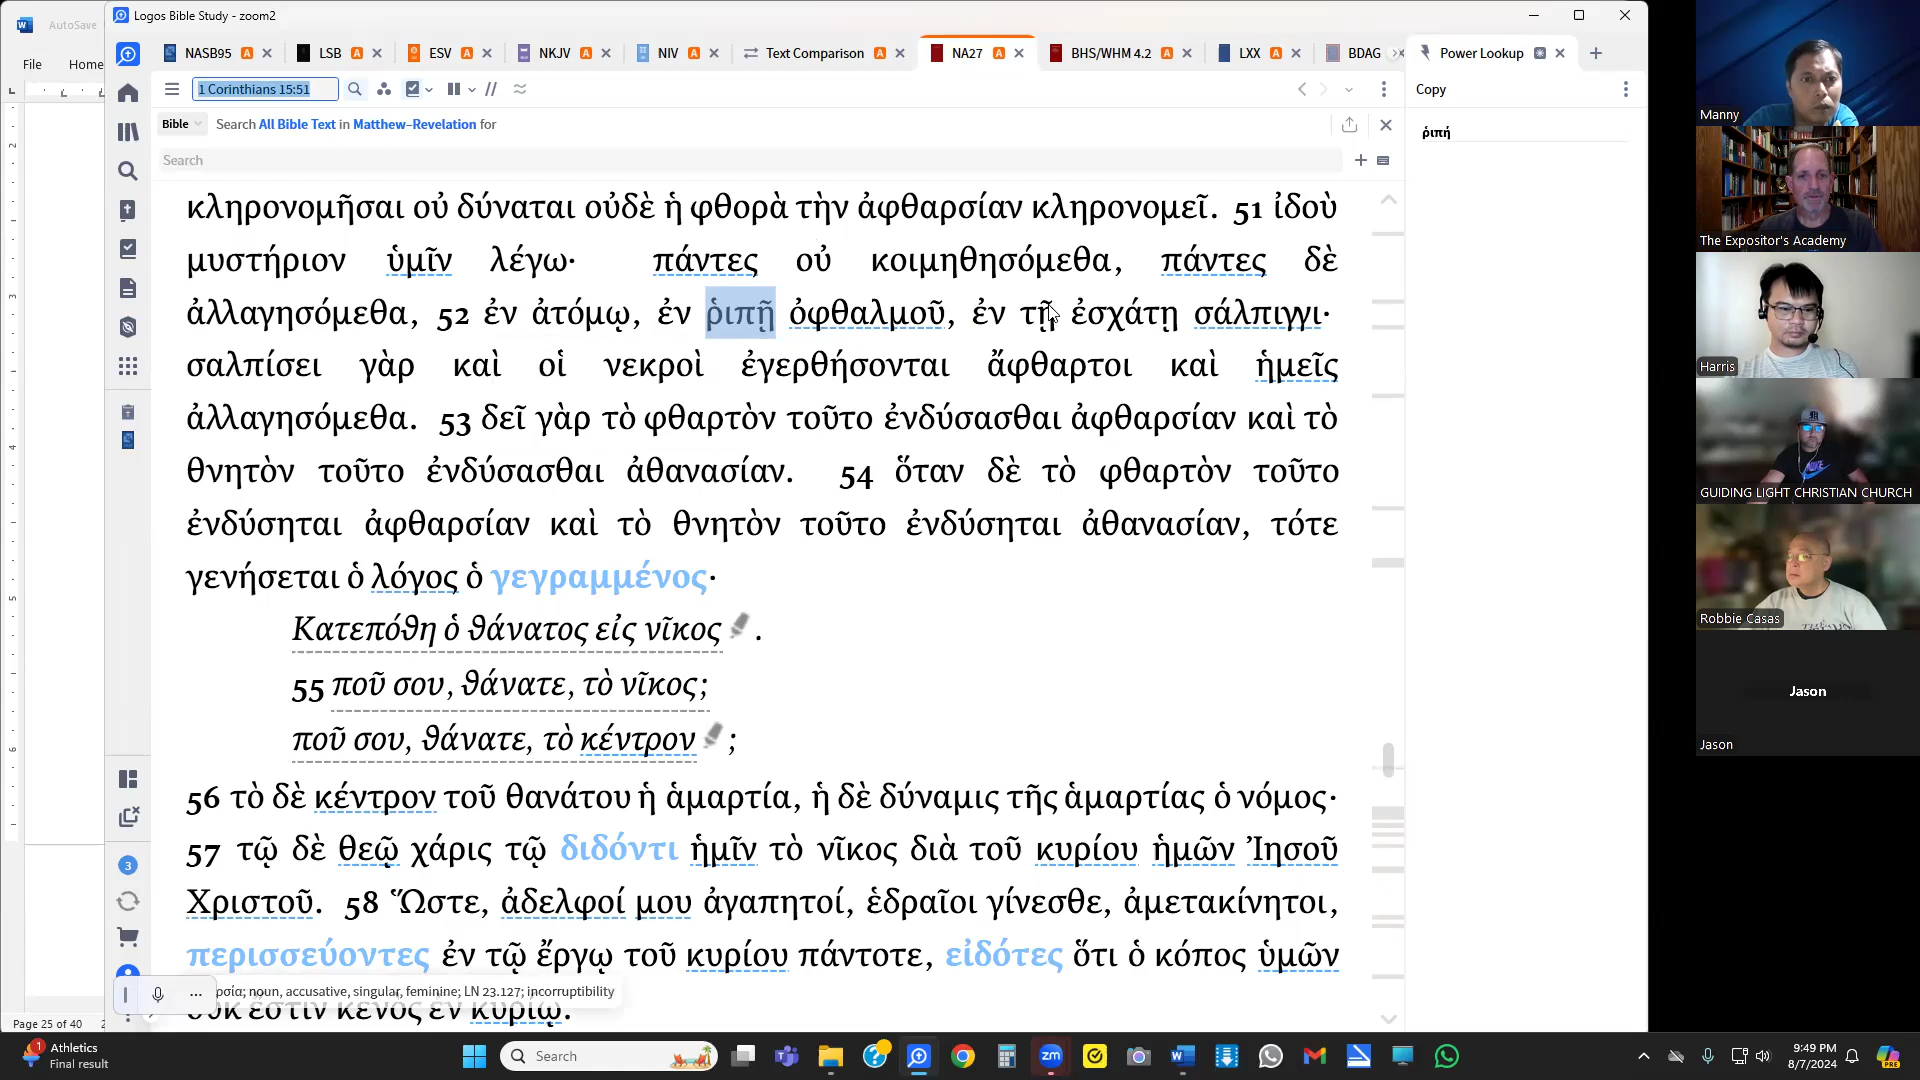 AutoSave
Logos Bible Study - zoom2
File Home
NASB95 A LSB A ESV A NKJV A NIV A Text Comparison A NA27 A BHS/WHM 4.2 A LXX A BDAG Power Lookup
1 Corinthians 15:51
Copy
Bible Search All Bible Text in Matthew–Revelation for
Search
ῥιπή
κληρονομῆσαι οὐ δύναται οὐδὲ ἡ φθορὰ τὴν ἀφθαρσίαν κληρονομεῖ. 51 ἰδοὺ
μυστήριον ὑμῖν λέγω· πάντες οὐ κοιμηθησόμεθα, πάντες δὲ
ἀλλαγησόμεθα, 52 ἐν ἀτόμῳ, ἐν ῥιπῇ ὀφθαλμοῦ, ἐν τῇ ἐσχάτῃ σάλπιγγι·
σαλπίσει γὰρ καὶ οἱ νεκροὶ ἐγερθήσονται ἄφθαρτοι καὶ ἡμεῖς
ἀλλαγησόμεθα. 53 δεῖ γὰρ τὸ φθαρτὸν τοῦτο ἐνδύσασθαι ἀφθαρσίαν καὶ τὸ
θνητὸν τοῦτο ἐνδύσασθαι ἀθανασίαν. 54 ὅταν δὲ τὸ φθαρτὸν τοῦτο
ἐνδύσηται ἀφθαρσίαν καὶ τὸ θνητὸν τοῦτο ἐνδύσηται ἀθανασίαν, τότε
γενήσεται ὁ λόγος ὁ γεγραμμένος·
Κατεπόθη ὁ θάνατος εἰς νῖκος .
55 ποῦ σου, θάνατε, τὸ νῖκος;
ποῦ σου, θάνατε, τὸ κέντρον ;
56 τὸ δὲ κέντρον τοῦ θανάτου ἡ ἁμαρτία, ἡ δὲ δύναμις τῆς ἁμαρτίας ὁ νόμος·
57 τῷ δὲ θεῷ χάρις τῷ διδόντι ἡμῖν τὸ νῖκος διὰ τοῦ κυρίου ἡμῶν Ἰησοῦ
Χριστοῦ. 58 Ὥστε, ἀδελφοί μου ἀγαπητοί, ἑδραῖοι γίνεσθε, ἀμετακίνητοι,
περισσεύοντες ἐν τῷ ἔργῳ τοῦ κυρίου πάντοτε, εἰδότες ὅτι ὁ κόπος ὑμῶν
οὐκ ἔστιν κενὸς ἐν κυρίῳ.
ρσία; noun, accusative, singular, feminine; LN 23.127; incorruptibility
3
Page 25 of 40
Manny
The Expositor's Academy
Harris
GUIDING LIGHT CHRISTIAN CHURCH
Robbie Casas
Jason
Jason
1 Athletics
Final result
Search
zm
9:49 PM
8/7/2024
PRE